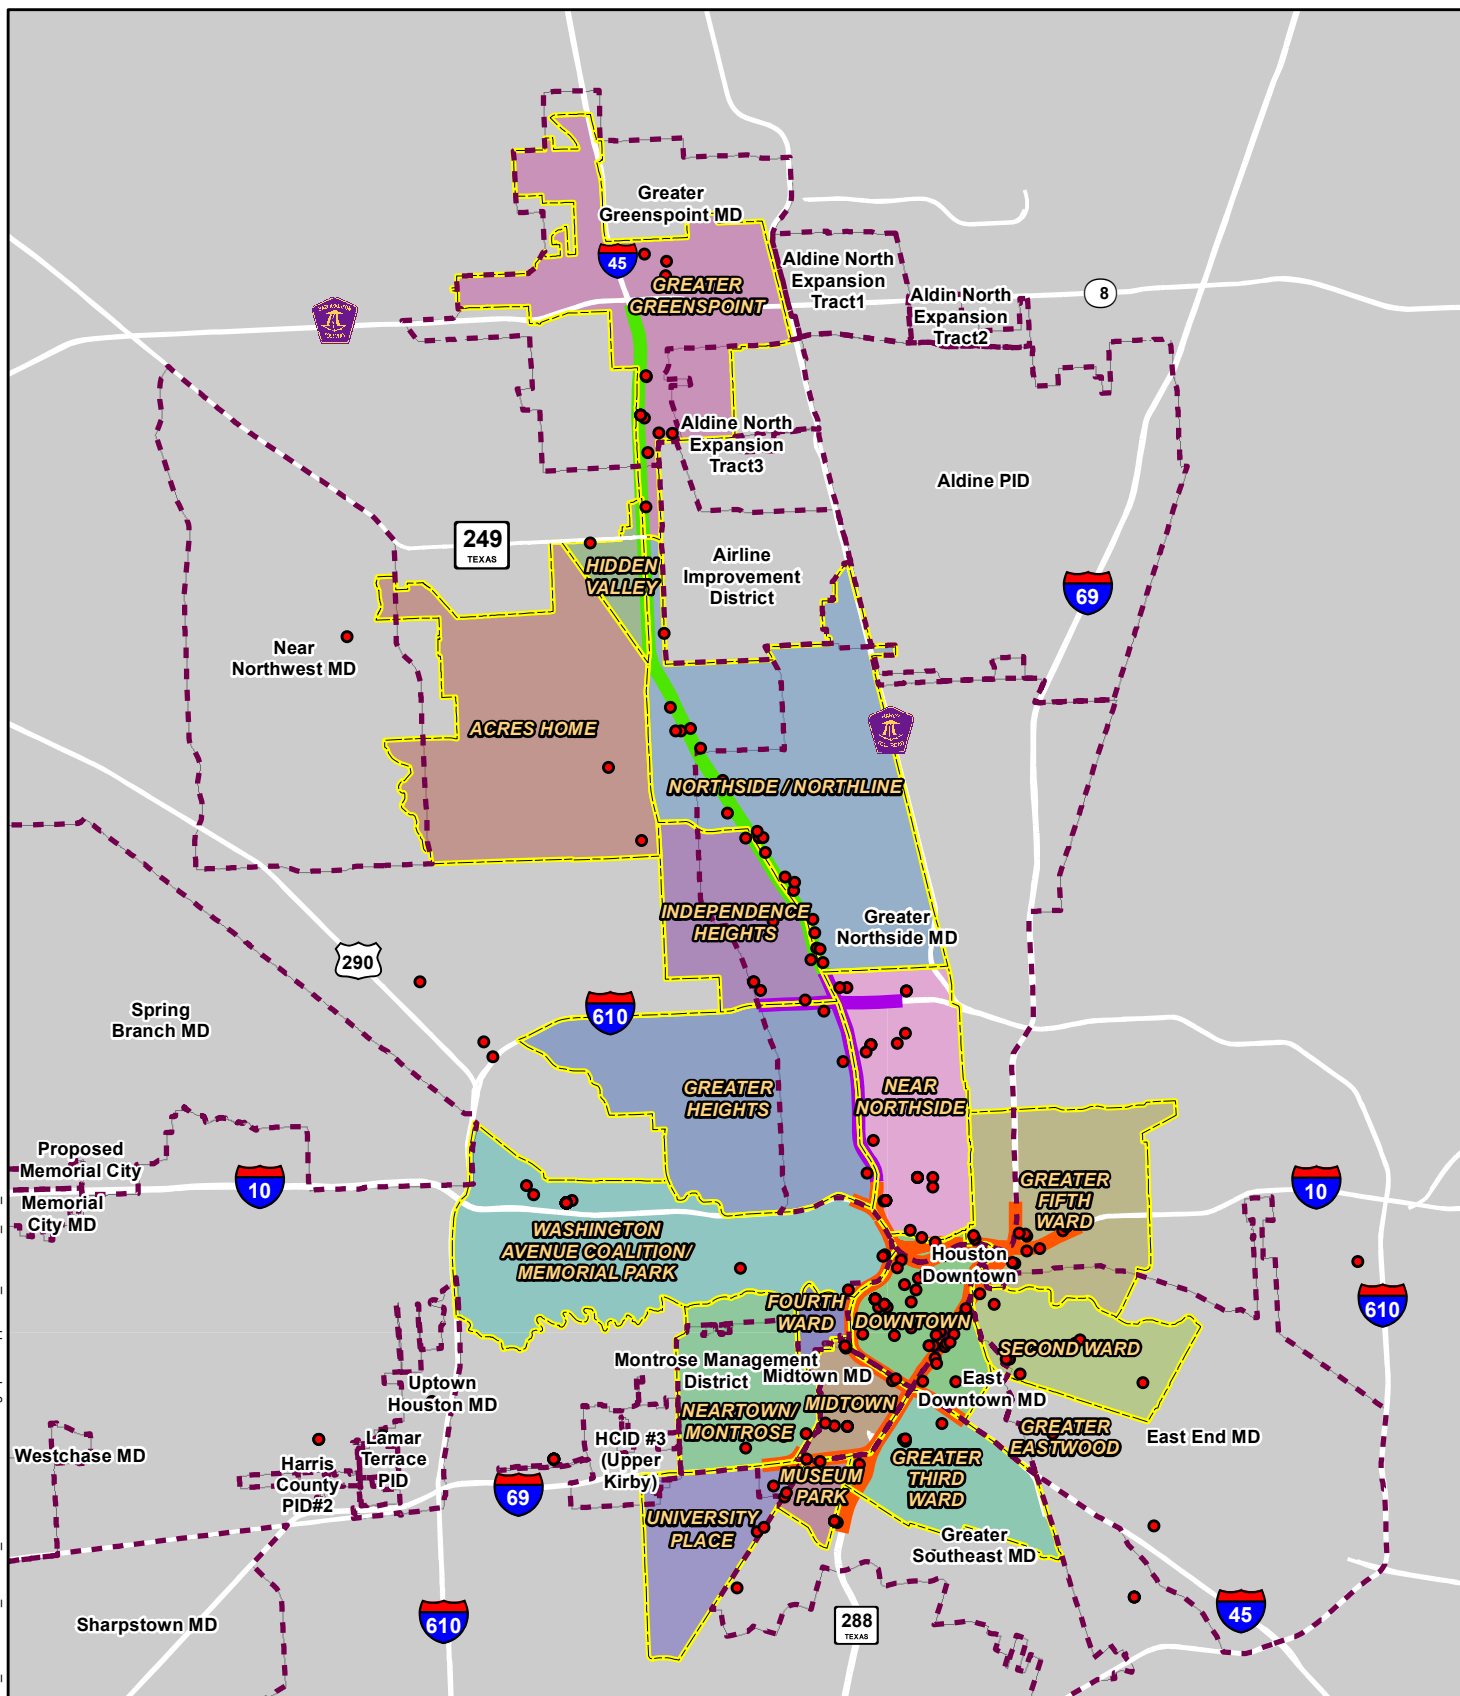 Greater
Greenspoint MD
45
GREATER
GREENSPOINT
Aldine North
Expansion
Tract1
8
Aldin North
Expansion
Tract2
Aldine North
Expansion
Tract3
Aldine PID
249
TEXAS
HIDDEN
VALLEY
Airline
Improvement
District
69
Near
Northwest MD
ACRES HOME
NORTHSIDE / NORTHLINE
INDEPENDENCE
HEIGHTS
Greater
Northside MD
290
Spring
Branch MD
610
GREATER
HEIGHTS
NEAR
NORTHSIDE
Proposed
Memorial City
Memorial
City MD
10
GREATER
FIFTH
WARD
10
WASHINGTON
AVENUE COALITION/
MEMORIAL PARK
Houston
Downtown
FOURTH
WARD
DOWNTOWN
610
SECOND WARD
Montrose Management
District
Midtown MD
Uptown
Houston MD
East
Downtown MD
MIDTOWN
NEARTOWN/
MONTROSE
GREATER
EASTWOOD
East End MD
Westchase MD
Lamar
Terrace
PID
Harris
County
PID#2
HCID #3
(Upper
Kirby)
69
GREATER
THIRD
WARD
MUSEUM
PARK
UNIVERSITY
PLACE
Greater
Southeast MD
Sharpstown MD
610
288
TEXAS
45